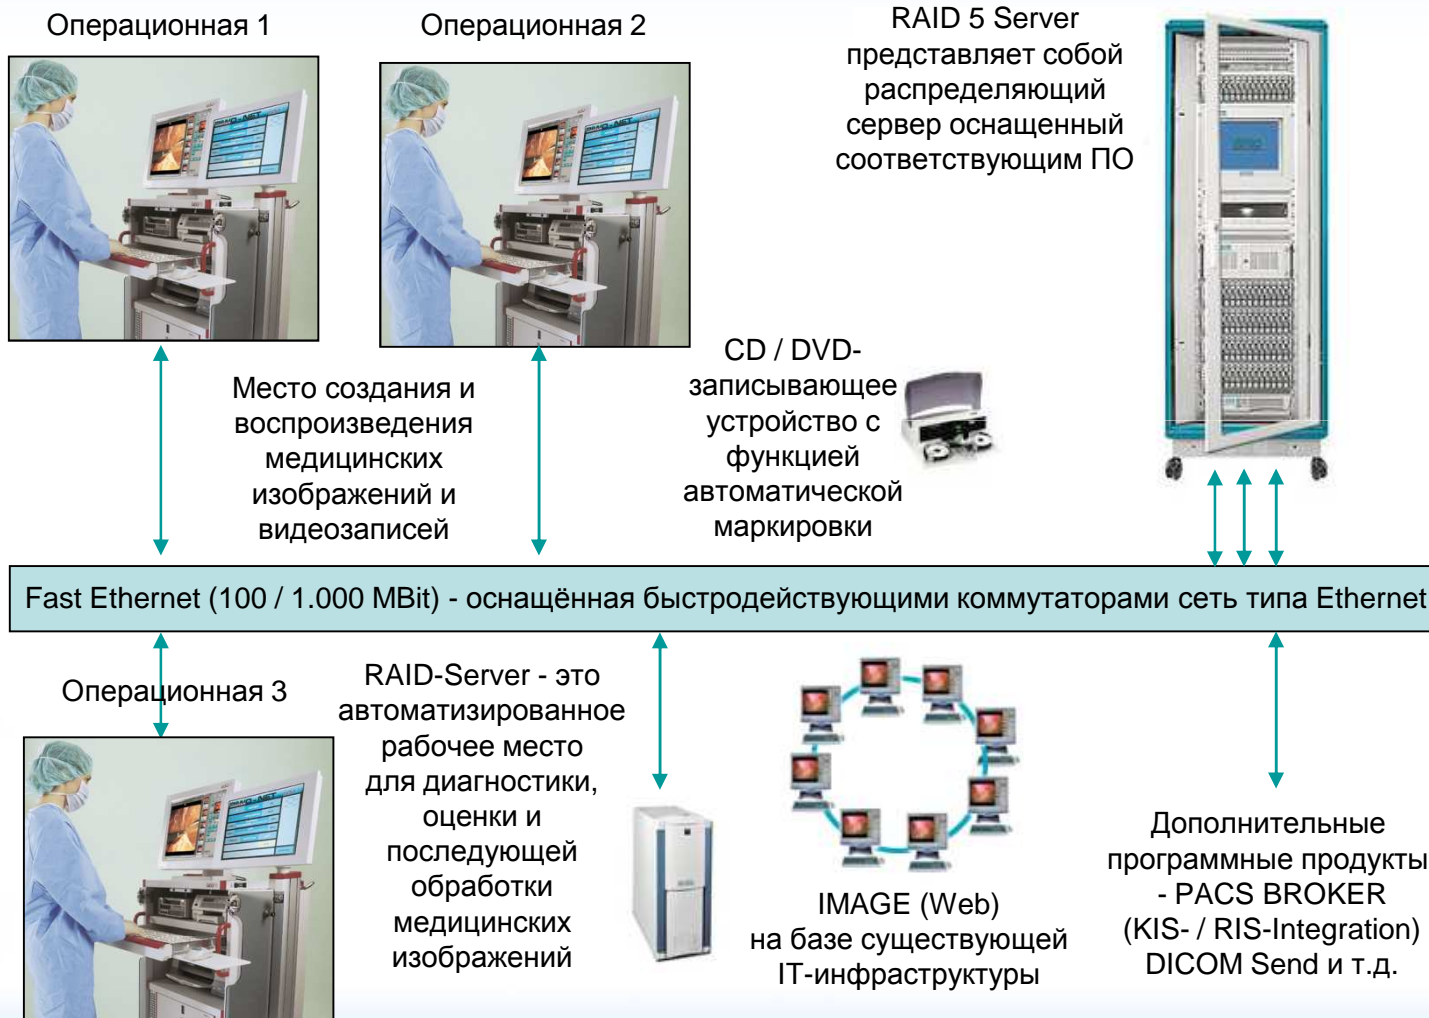 Операционная 1
Операционная 2
RAID 5 Server
представляет собой
распределяющий
сервер оснащенный
соответствующим ПО
Место создания и
воспроизведения
медицинских
изображений и
видеозаписей
CD / DVD-
записывающее
устройство с
функцией
автоматической
маркировки
Fast Ethernet (100 / 1.000 MBit) - оснащённая быстродействующими коммутаторами сеть типа Ethernet
Операционная 3
RAID-Server - это
автоматизированное
рабочее место
для диагностики,
оценки и
последующей
обработки
медицинских
изображений
IMAGE (Web)
на базе существующей
IT-инфраструктуры
Дополнительные
программные продукты
- PACS BROKER
(KIS- / RIS-Integration)
DICOM Send и т.д.